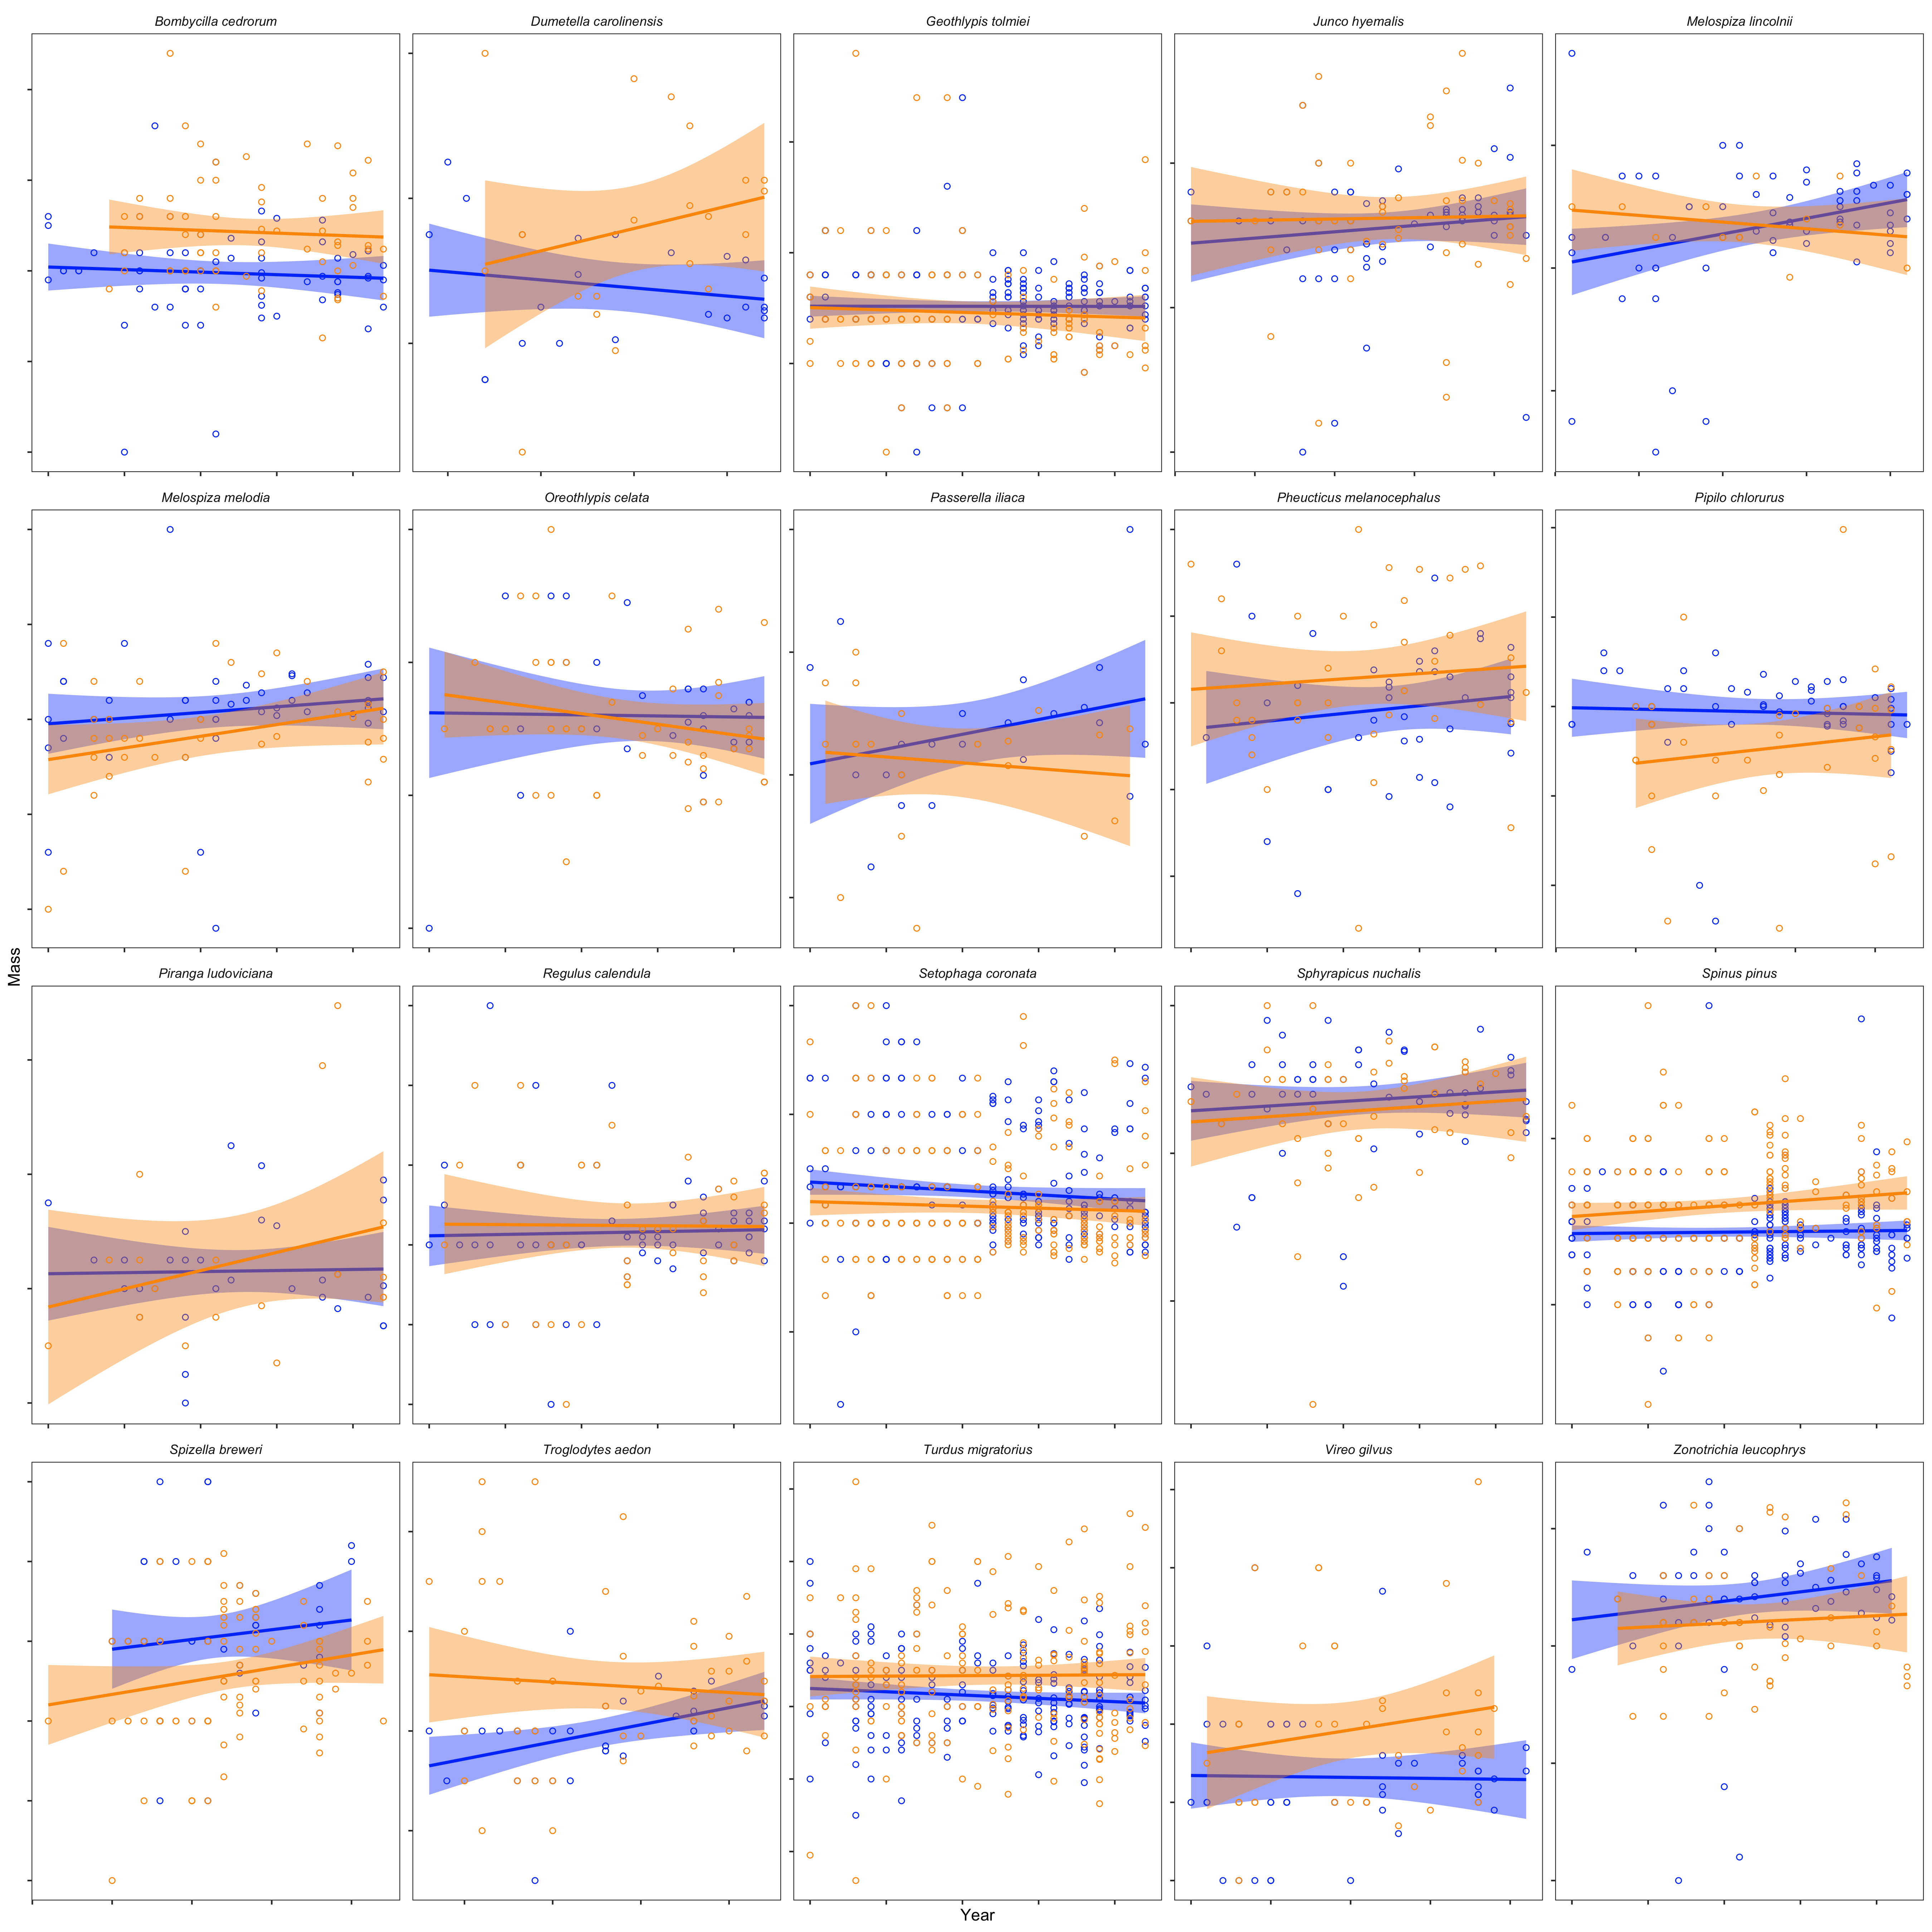 Bombycilla cedrorum
Dumetella carolinensis
Geothlypis tolmiei
Junco hyemalis
Melospiza lincolnii
Melospiza melodia
Oreothlypis celata
Passerella iliaca
Pheucticus melanocephalus
Pipilo chlorurus
Mass
Piranga ludoviciana
Regulus calendula
Setophaga coronata
Sphyrapicus nuchalis
Spinus pinus
Spizella breweri
Troglodytes aedon
Turdus migratorius
Vireo gilvus
Zonotrichia leucophrys
Year